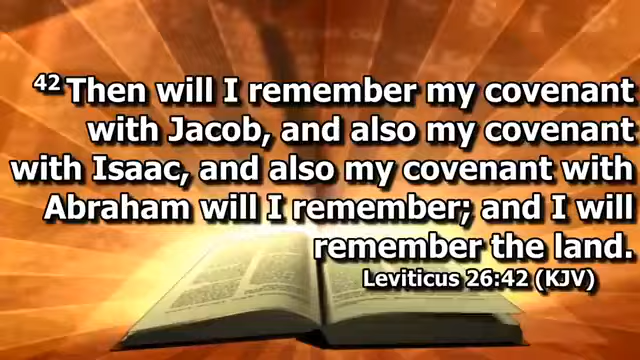 42 Then will I remember my covenant
with Jacob, and also my covenant
with Isaac, and also my covenant with
Abraham will I remember; and I will
remember the land.
Leviticus 26:42 (KJV)